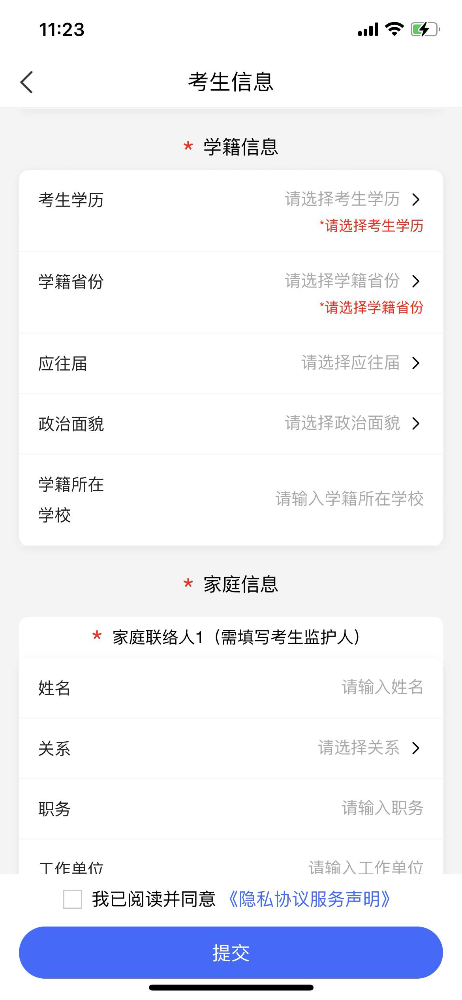 11:23
考生信息
* 学籍信息
考生学历 请选择考生学历
*请选择考生学历
学籍省份 请选择学籍省份
*请选择学籍省份
应往届 请选择应往届
政治面貌 请选择政治面貌
学籍所在
学校
请输入学籍所在学校
* 家庭信息
* 家庭联络人1（需填写考生监护人）
姓名 请输入姓名
关系 请选择关系
职务 请输入职务
工作单位 请输入工作单位
我已阅读并同意 《隐私协议服务声明》
提交